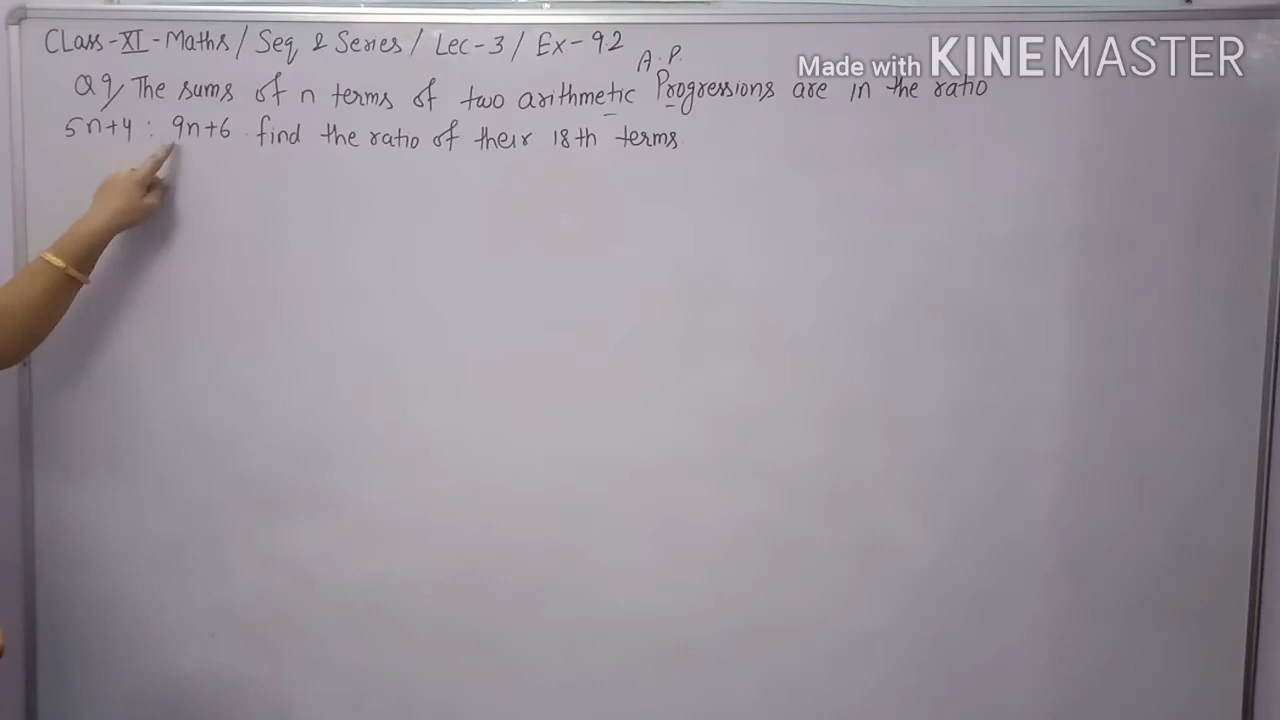 CLass-XI-Maths/ Seq & Series/ Lec-3/ Ex-9.2
Made with KINEMASTER
A.P.
Q 9, The sums of n terms of two arithmetic Progressions are in the ratio
5n+4 : 9n+6 . find the ratio of their 18th terms